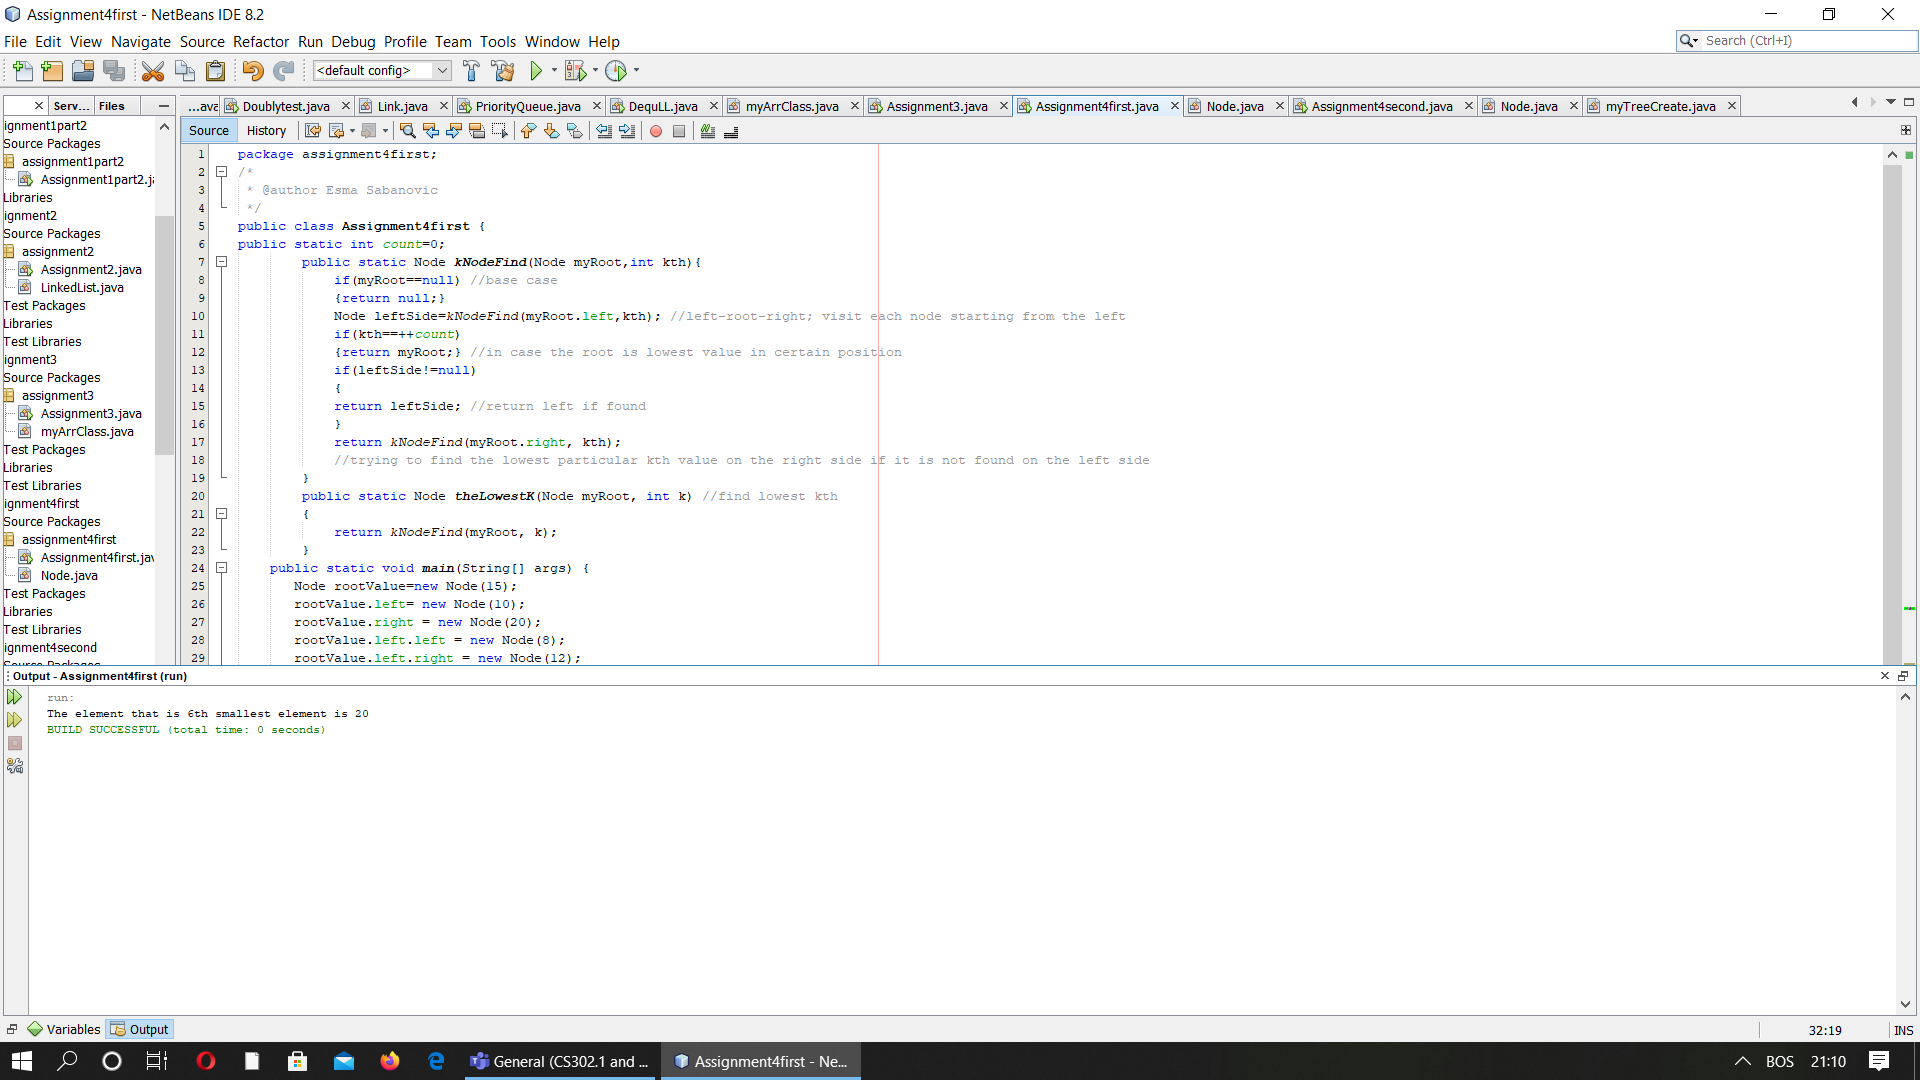 Assignment4first - NetBeans IDE 8.2
File Edit View Navigate Source Refactor Run Debug Profile Team Tools Window Help
Search (Ctrl+I)
<default config>
Serv... Files
...ava Doublytest.java Link.java PriorityQueue.java DequLL.java myArrClass.java Assignment3.java Assignment4first.java Node.java Assignment4second.java Node.java myTreeCreate.java
Source History
ignment1part2
Source Packages
assignment1part2
Assignment1part2.ja
Libraries
ignment2
Source Packages
assignment2
Assignment2.java
LinkedList.java
Test Packages
Libraries
Test Libraries
ignment3
Source Packages
assignment3
Assignment3.java
myArrClass.java
Test Packages
Libraries
Test Libraries
ignment4first
Source Packages
assignment4first
Assignment4first.jav
Node.java
Test Packages
Libraries
Test Libraries
ignment4second
Source Packages
1 package assignment4first;
2 /*
3 * @author Esma Sabanovic
4 */
5 public class Assignment4first {
6 public static int count=0;
7 public static Node kNodeFind(Node myRoot,int kth){
8 if(myRoot==null) //base case
9 {return null;}
10 Node leftSide=kNodeFind(myRoot.left,kth); //left-root-right; visit each node starting from the left
11 if(kth==++count)
12 {return myRoot;} //in case the root is lowest value in certain position
13 if(leftSide!=null)
14 {
15 return leftSide; //return left if found
16 }
17 return kNodeFind(myRoot.right, kth);
18 //trying to find the lowest particular kth value on the right side if it is not found on the left side
19 }
20 public static Node theLowestK(Node myRoot, int k) //find lowest kth
21 {
22 return kNodeFind(myRoot, k);
23 }
24 public static void main(String[] args) {
25 Node rootValue=new Node(15);
26 rootValue.left= new Node(10);
27 rootValue.right = new Node(20);
28 rootValue.left.left = new Node(8);
29 rootValue.left.right = new Node(12);
Output - Assignment4first (run)
run:
The element that is 6th smallest element is 20
BUILD SUCCESSFUL (total time: 0 seconds)
Variables Output
32:19 INS
General (CS302.1 and ... Assignment4first - Ne...
BOS 21:10